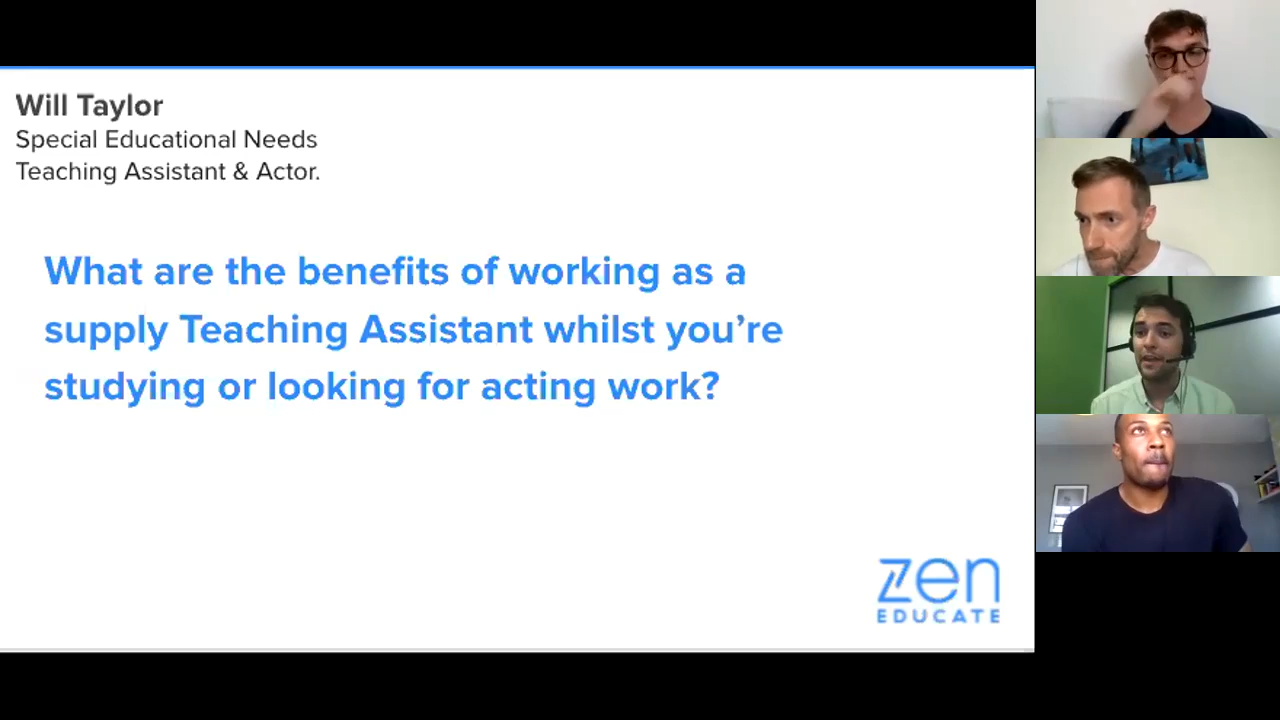 Will Taylor
Special Educational Needs
Teaching Assistant & Actor.
What are the benefits of working as a
supply Teaching Assistant whilst you’re
studying or looking for acting work?
zen
EDUCATE